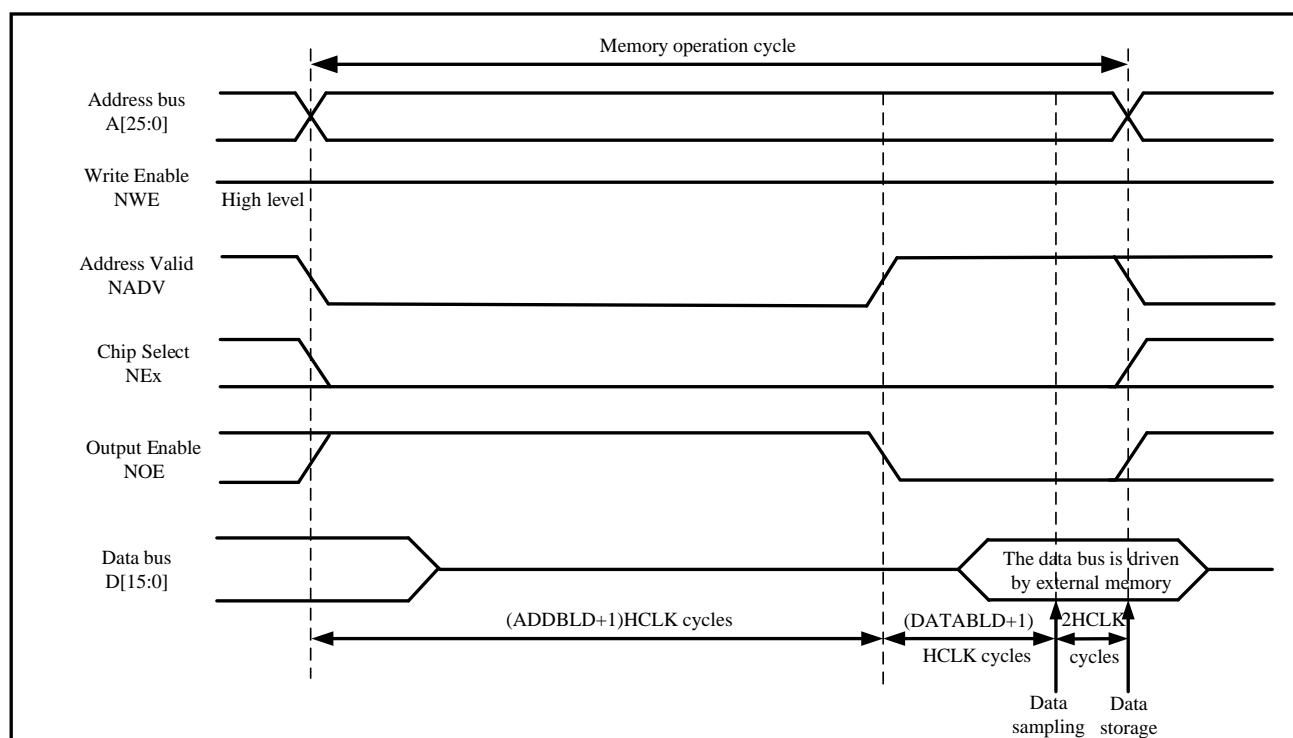 Memory operation cycle
Address bus
A[25:0]
Write Enable
NWE
High level
Address Valid
NADV
Chip Select
NEx
Output Enable
NOE
Data bus
D[15:0]
The data bus is driven
by external memory
(ADDBLD+1)HCLK cycles
(DATABLD+1)
HCLK cycles
2HCLK
cycles
Data
sampling
Data
storage